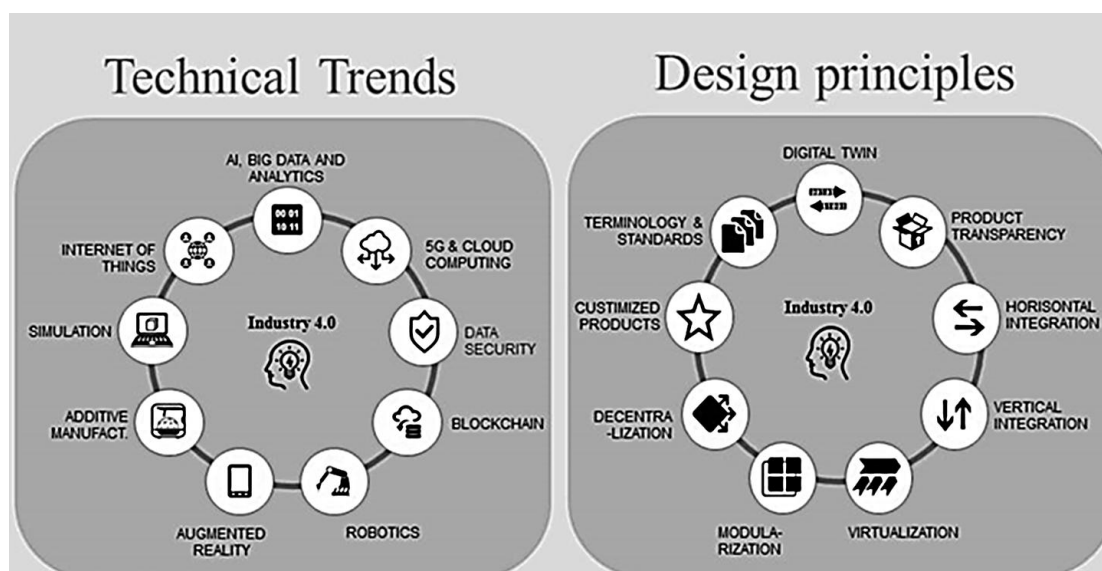 Technical Trends
AI, BIG DATA AND
ANALYTICS
00 01
10 11
5G & CLOUD
COMPUTING
DATA
SECURITY
BLOCKCHAIN
ROBOTICS
AUGMENTED
REALITY
ADDITIVE
MANUFACT.
SIMULATION
INTERNET OF
THINGS
Industry 4.0
Design principles
DIGITAL TWIN
PRODUCT
TRANSPARENCY
HORISONTAL
INTEGRATION
VERTICAL
INTEGRATION
VIRTUALIZATION
MODULA-
RIZATION
DECENTRA
-LIZATION
CUSTIMIZED
PRODUCTS
TERMINOLOGY &
STANDARDS
Industry 4.0